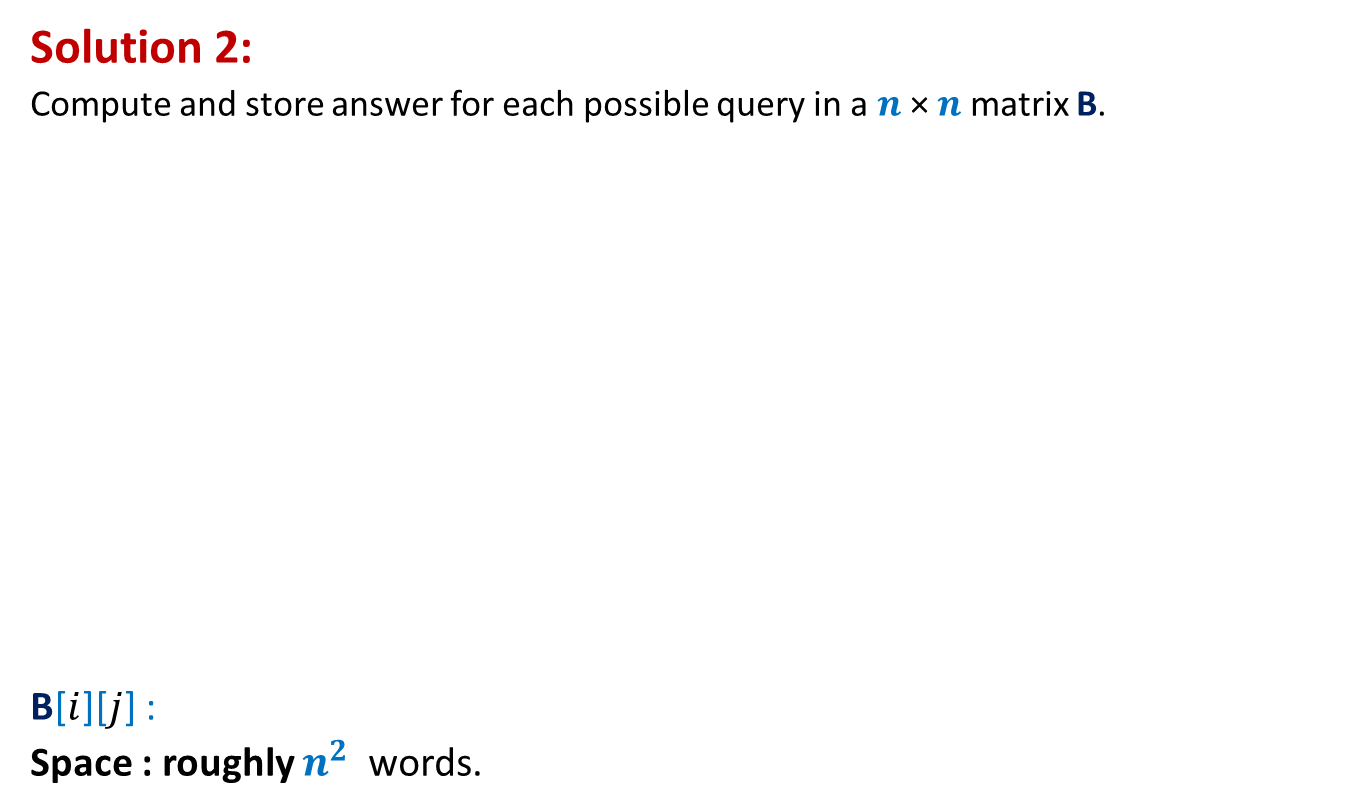 Solution 2:
Compute and store answer for each possible query in a n × n matrix B.
B[i][j] :
Space : roughly n² words.